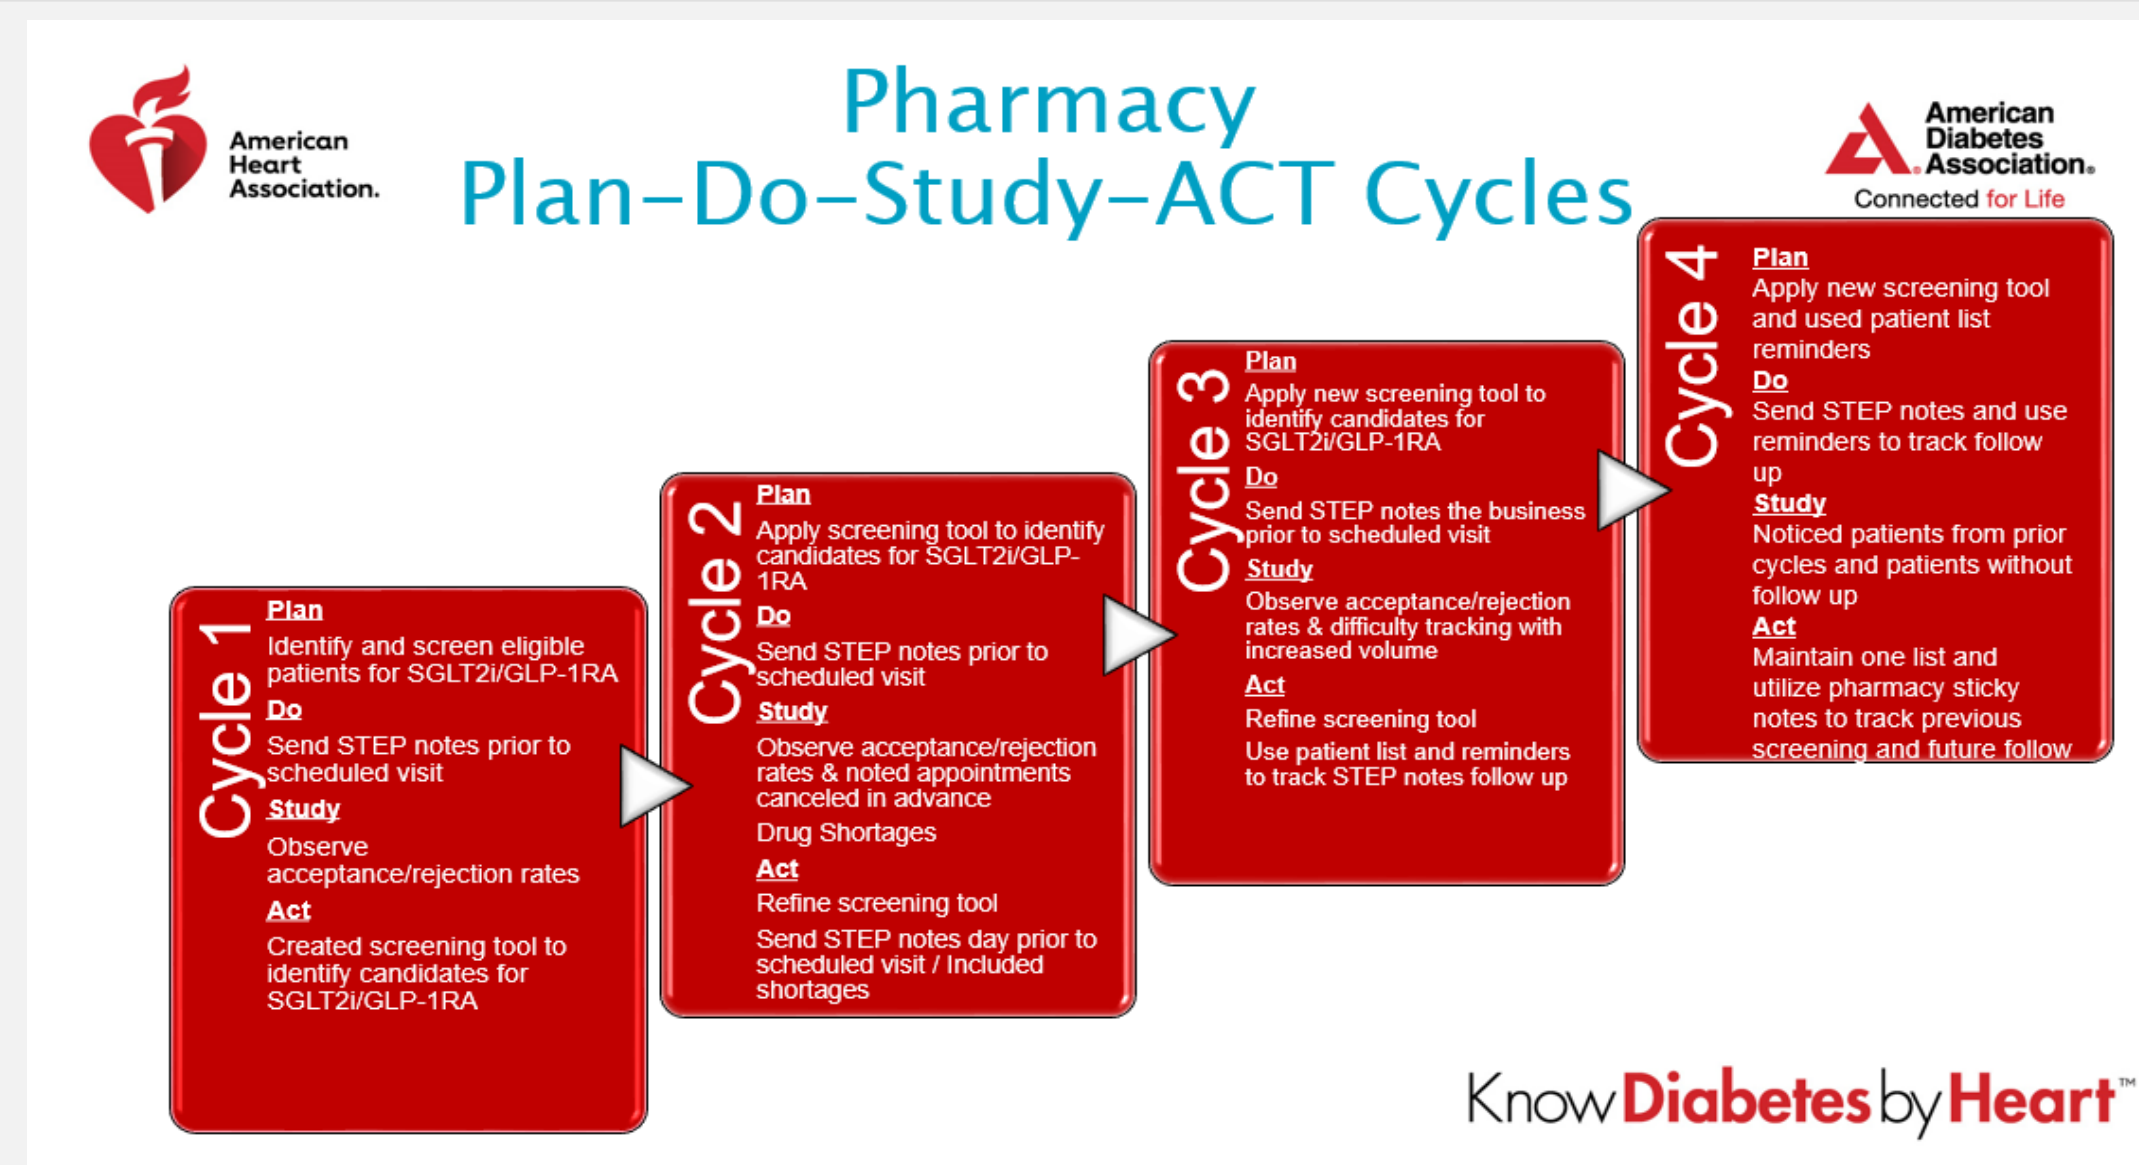 American
Heart
Association.
Pharmacy
Plan-Do-Study-ACT Cycles
American
Diabetes
Association®
Connected for Life
Cycle 1
Plan
Identify and screen eligible
patients for SGLT2i/GLP-1RA
Do
Send STEP notes prior to
scheduled visit
Study
Observe
acceptance/rejection rates
Act
Created screening tool to
identify candidates for
SGLT2i/GLP-1RA
Cycle 2
Plan
Apply screening tool to identify
candidates for SGLT2i/GLP-
1RA
Do
Send STEP notes prior to
scheduled visit
Study
Observe acceptance/rejection
rates & noted appointments
canceled in advance
Drug Shortages
Act
Refine screening tool
Send STEP notes day prior to
scheduled visit / Included
shortages
Cycle 3
Plan
Apply new screening tool to
identify candidates for
SGLT2i/GLP-1RA
Do
Send STEP notes the business
prior to scheduled visit
Study
Observe acceptance/rejection
rates & difficulty tracking with
increased volume
Act
Refine screening tool
Use patient list and reminders
to track STEP notes follow up
Cycle 4
Plan
Apply new screening tool
and used patient list
reminders
Do
Send STEP notes and use
reminders to track follow
up
Study
Noticed patients from prior
cycles and patients without
follow up
Act
Maintain one list and
utilize pharmacy sticky
notes to track previous
screening and future follow
Know Diabetes by Heart™